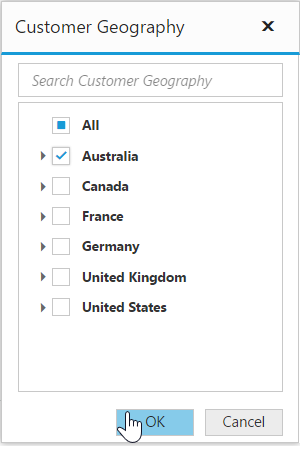 Customer Geography
Search Customer Geography
All
Australia
Canada
France
Germany
United Kingdom
United States
OK
Cancel